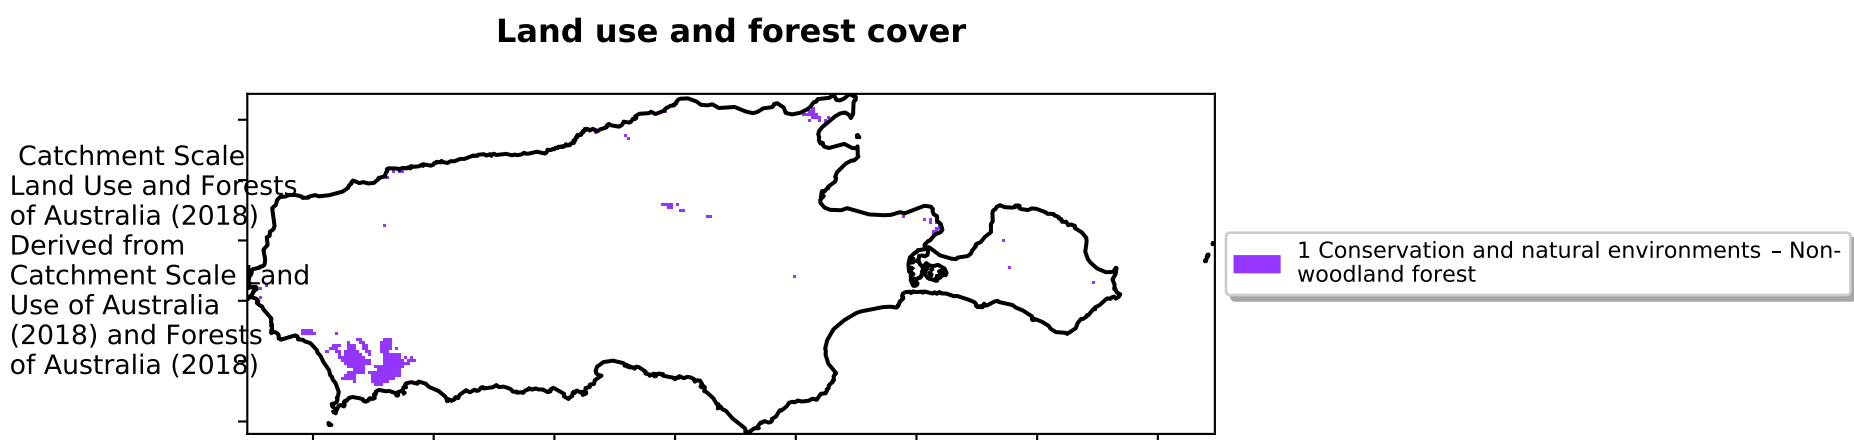 Land use and forest cover
Catchment Scale
Land Use and Forests
of Australia (2018)
Derived from
Catchment Scale Land
Use of Australia
(2018) and Forests
of Australia (2018)
1 Conservation and natural environments – Non-
woodland forest